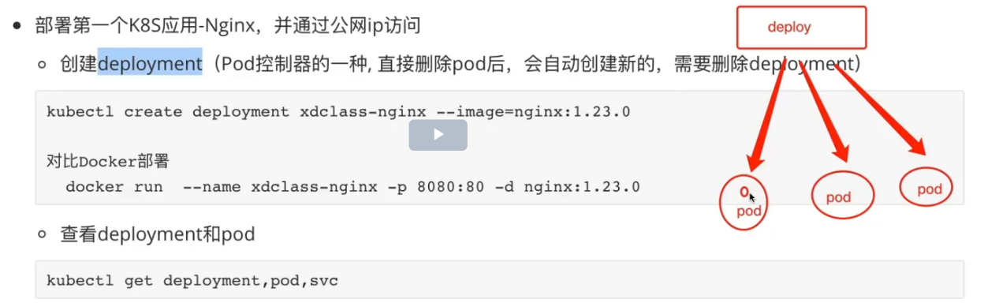 部署第一个K8S应用-Nginx，并通过公网ip访问
deploy
创建deployment（Pod控制器的一种, 直接删除pod后，会自动创建新的，需要删除deployment）
kubectl create deployment xdclass-nginx --image=nginx:1.23.0
对比Docker部署
docker run --name xdclass-nginx -p 8080:80 -d nginx:1.23.0
pod
pod
pod
查看deployment和pod
kubectl get deployment,pod,svc